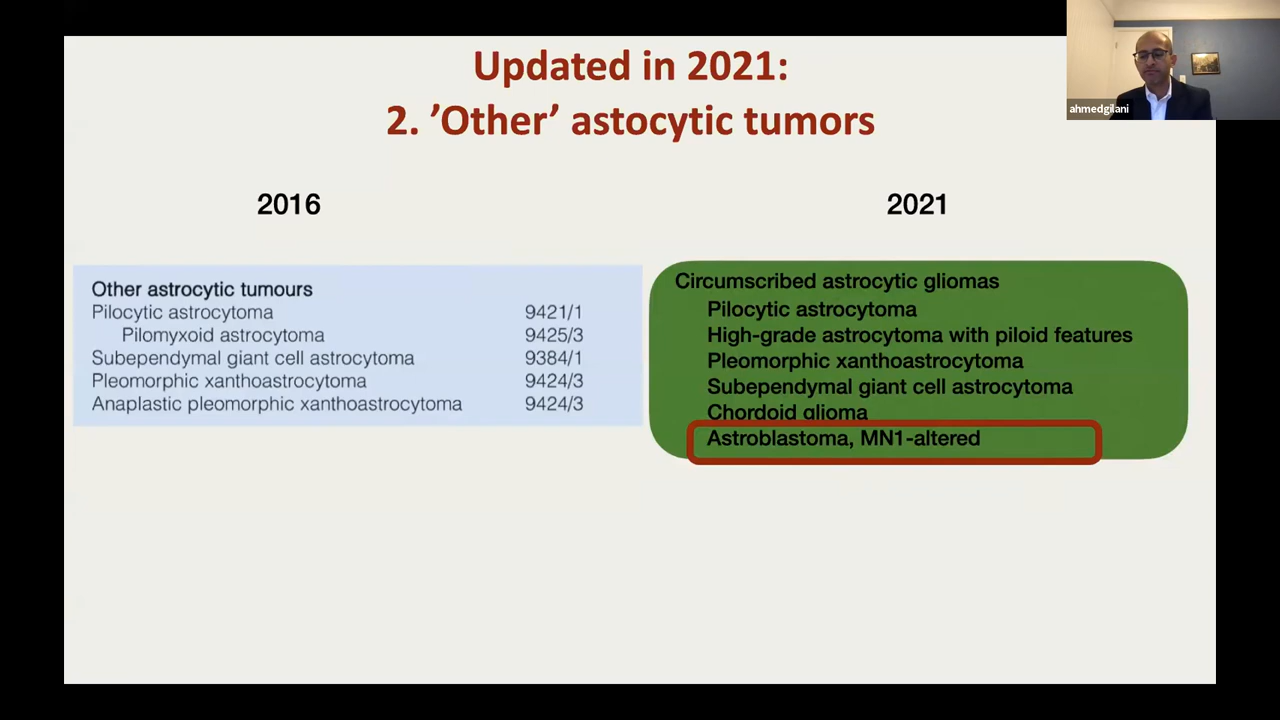 Updated in 2021:
2. ’Other’ astocytic tumors
ahmedgilani
2016
Other astrocytic tumours
Pilocytic astrocytoma 9421/1
Pilomyxoid astrocytoma 9425/3
Subependymal giant cell astrocytoma 9384/1
Pleomorphic xanthoastrocytoma 9424/3
Anaplastic pleomorphic xanthoastrocytoma 9424/3
2021
Circumscribed astrocytic gliomas
Pilocytic astrocytoma
High-grade astrocytoma with piloid features
Pleomorphic xanthoastrocytoma
Subependymal giant cell astrocytoma
Chordoid glioma
Astroblastoma, MN1-altered